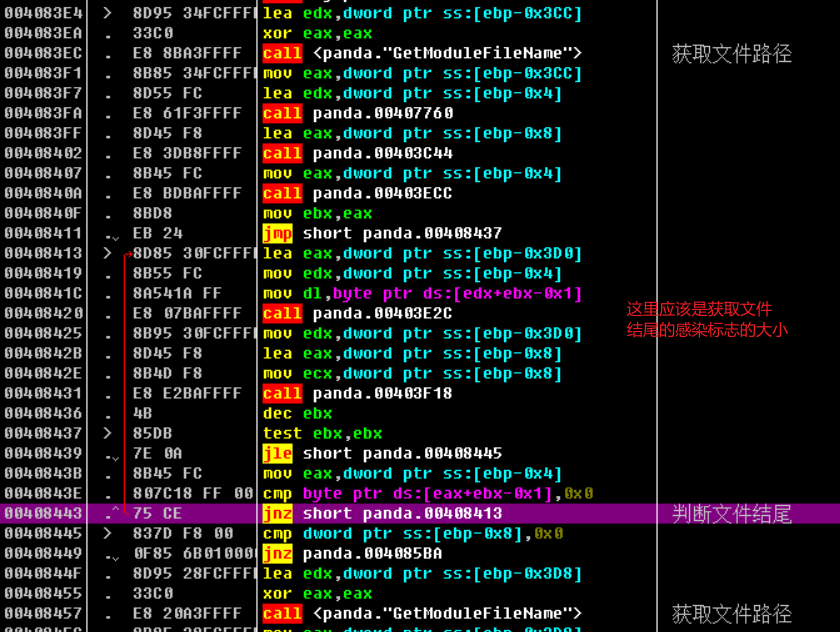 004083E4 > 8D95 34FCFFFF lea edx,dword ptr ss:[ebp-0x3CC]
004083EA . 33C0 xor eax,eax
004083EC . E8 8BA3FFFF call <panda."GetModuleFileName"> 获取文件路径
004083F1 . 8B85 34FCFFFF mov eax,dword ptr ss:[ebp-0x3CC]
004083F7 . 8D55 FC lea edx,dword ptr ss:[ebp-0x4]
004083FA . E8 61F3FFFF call panda.00407760
004083FF . 8D45 F8 lea eax,dword ptr ss:[ebp-0x8]
00408402 . E8 3DB8FFFF call panda.00403C44
00408407 . 8B45 FC mov eax,dword ptr ss:[ebp-0x4]
0040840A . E8 BDBAFFFF call panda.00403ECC
0040840F . 8BD8 mov ebx,eax
00408411 . EB 24 jmp short panda.00408437
00408413 > 8D85 30FCFFFF lea eax,dword ptr ss:[ebp-0x3D0]
00408419 . 8B55 FC mov edx,dword ptr ss:[ebp-0x4]
0040841C . 8A541A FF mov dl,byte ptr ds:[edx+ebx-0x1]
00408420 . E8 07BAFFFF call panda.00403E2C 这里应该是获取文件
00408425 . 8B95 30FCFFFF mov edx,dword ptr ss:[ebp-0x3D0] 结尾的感染标志的大小
0040842B . 8D45 F8 lea eax,dword ptr ss:[ebp-0x8]
0040842E . 8B4D F8 mov ecx,dword ptr ss:[ebp-0x8]
00408431 . E8 E2BAFFFF call panda.00403F18
00408436 . 4B dec ebx
00408437 > 85DB test ebx,ebx
00408439 . 7E 0A jle short panda.00408445
0040843B . 8B45 FC mov eax,dword ptr ss:[ebp-0x4]
0040843E . 807C18 FF 00 cmp byte ptr ds:[eax+ebx-0x1],0x0
00408443 . 75 CE jnz short panda.00408413 判断文件结尾
00408445 > 837D F8 00 cmp dword ptr ss:[ebp-0x8],0x0
00408449 . 0F85 6B01000 jnz panda.004085BA
0040844F . 8D95 28FCFFFF lea edx,dword ptr ss:[ebp-0x3D8]
00408455 . 33C0 xor eax,eax
00408457 . E8 20A3FFFF call <panda."GetModuleFileName"> 获取文件路径